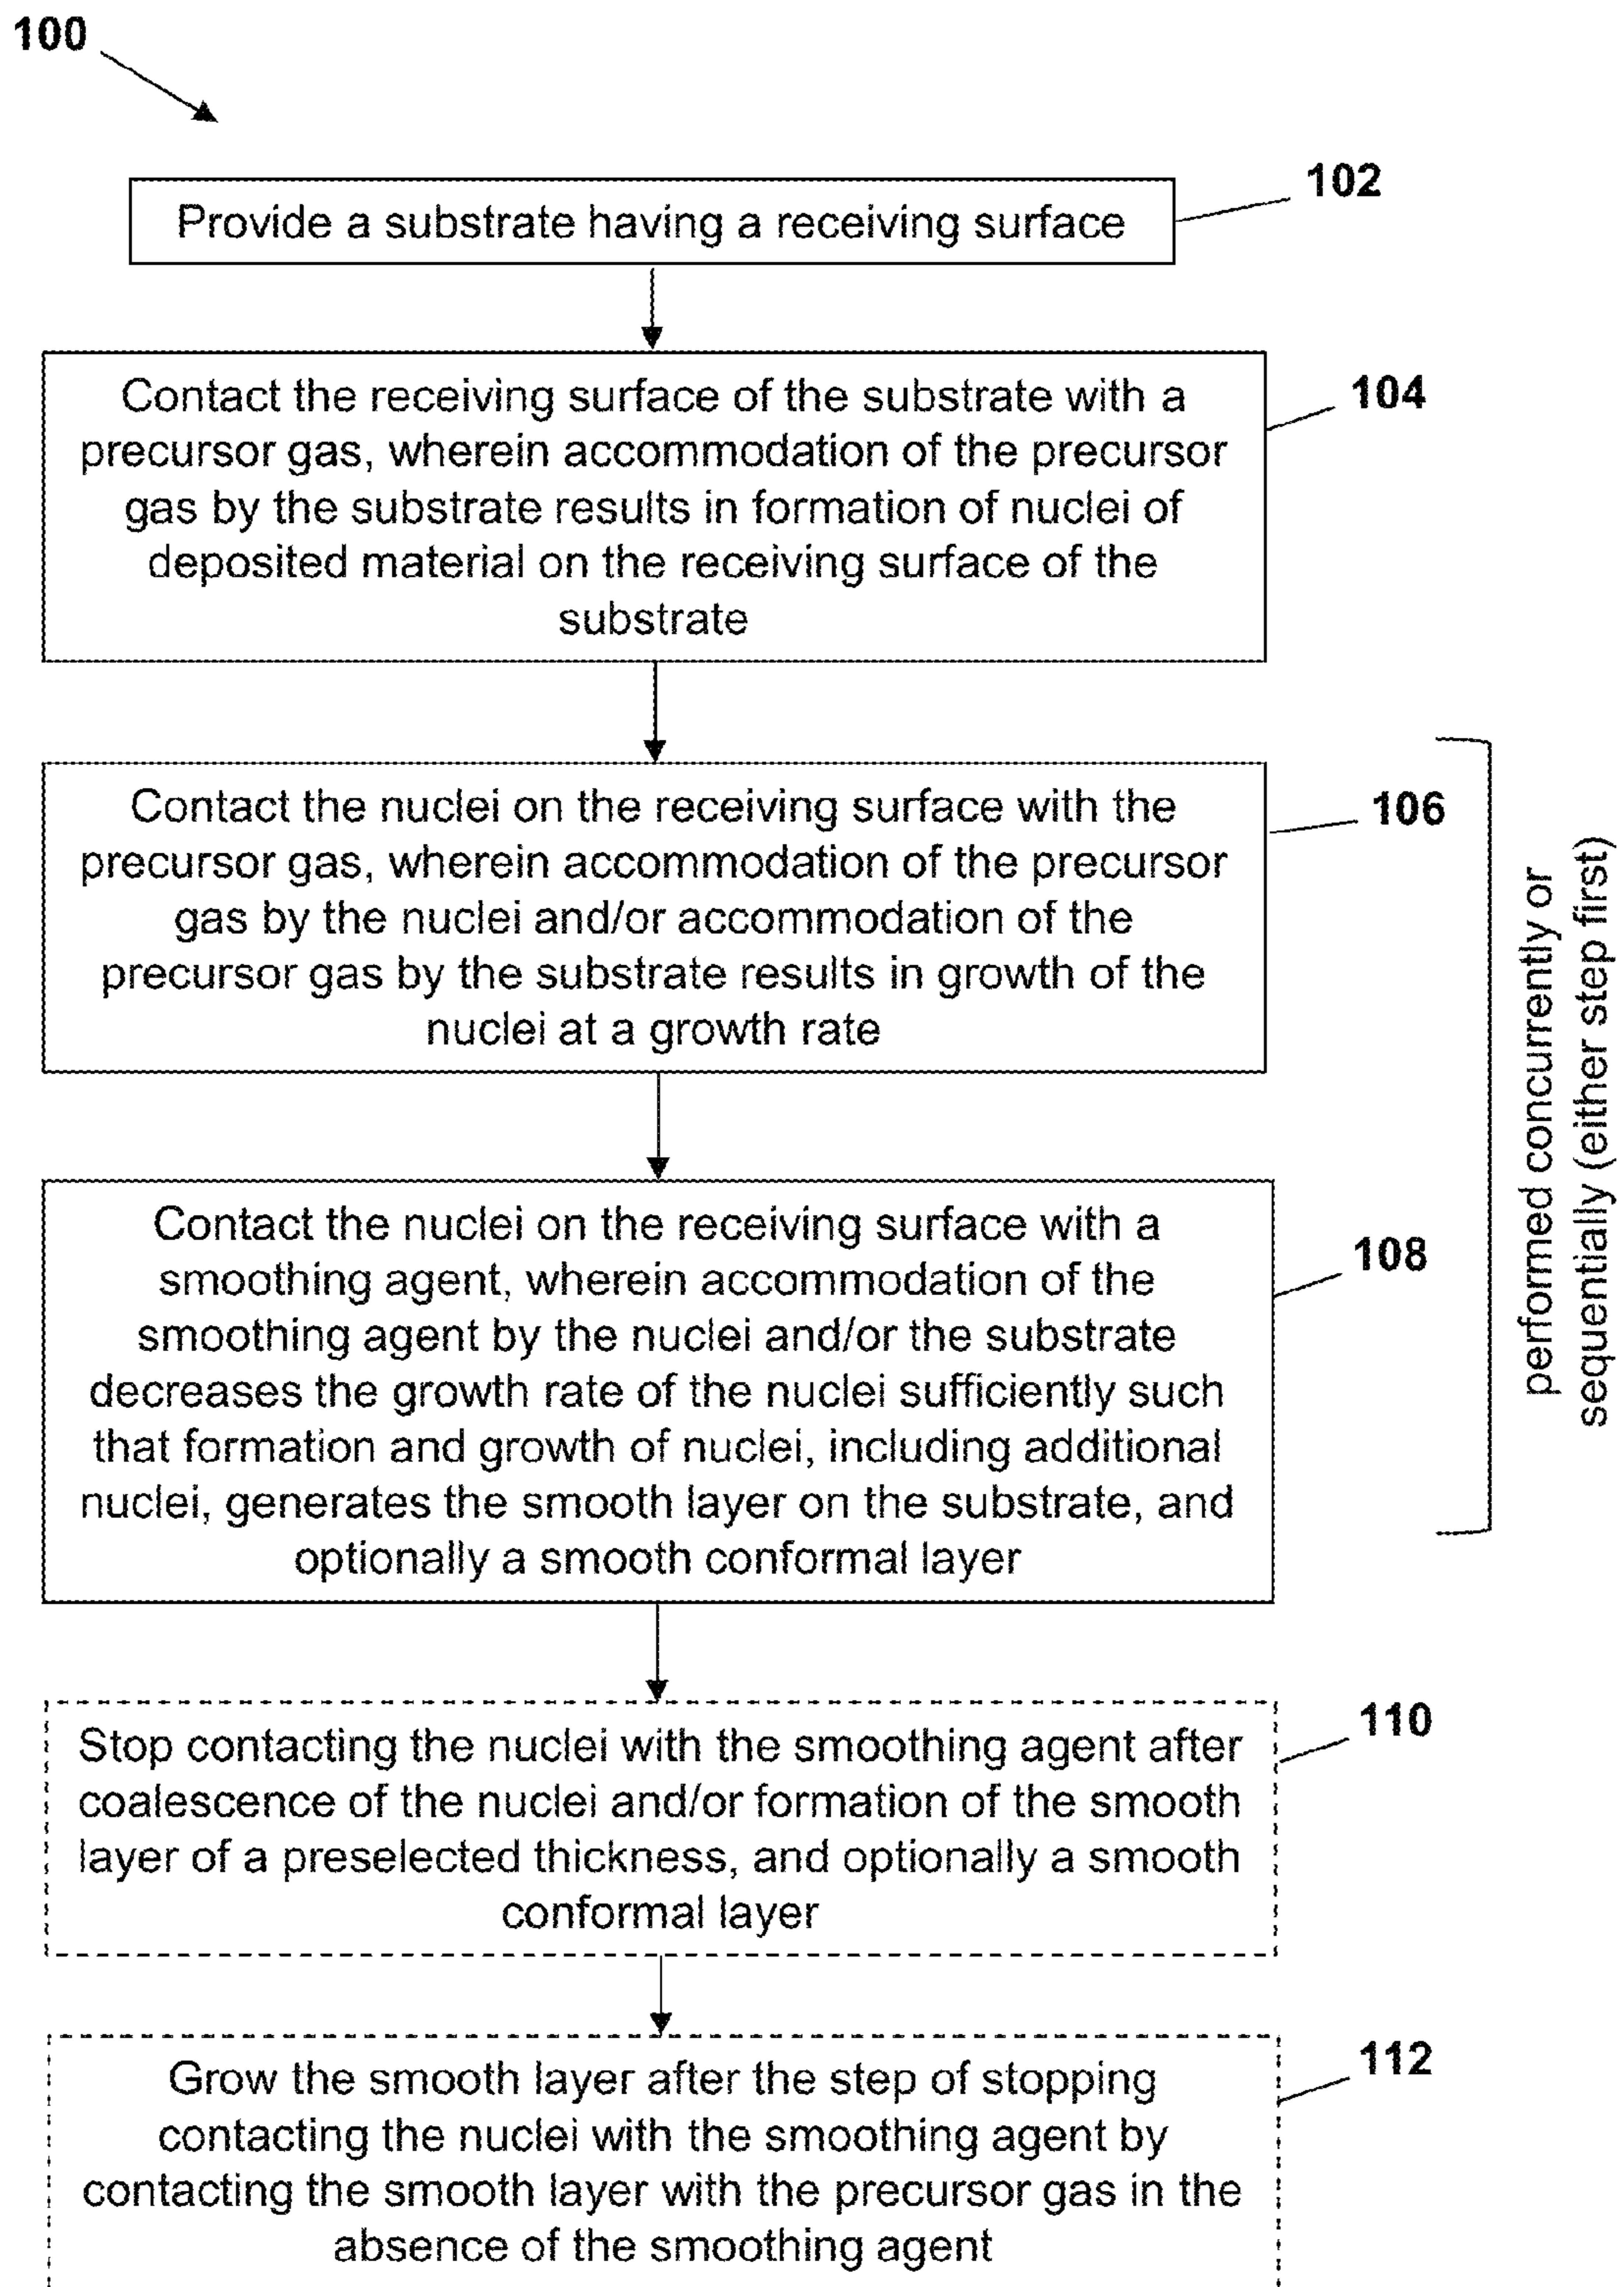 100
102
Provide a substrate having a receiving surface
104
Contact the receiving surface of the substrate with a
precursor gas, wherein accommodation of the precursor
gas by the substrate results in formation of nuclei of
deposited material on the receiving surface of the
substrate
106
Contact the nuclei on the receiving surface with the
precursor gas, wherein accommodation of the precursor
gas by the nuclei and/or accommodation of the
precursor gas by the substrate results in growth of the
nuclei at a growth rate
performed concurrently or
sequentially (either step first)
108
Contact the nuclei on the receiving surface with a
smoothing agent, wherein accommodation of the
smoothing agent by the nuclei and/or the substrate
decreases the growth rate of the nuclei sufficiently such
that formation and growth of nuclei, including additional
nuclei, generates the smooth layer on the substrate, and
optionally a smooth conformal layer
110
Stop contacting the nuclei with the smoothing agent after
coalescence of the nuclei and/or formation of the smooth
layer of a preselected thickness, and optionally a smooth
conformal layer
112
Grow the smooth layer after the step of stopping
contacting the nuclei with the smoothing agent by
contacting the smooth layer with the precursor gas in the
absence of the smoothing agent